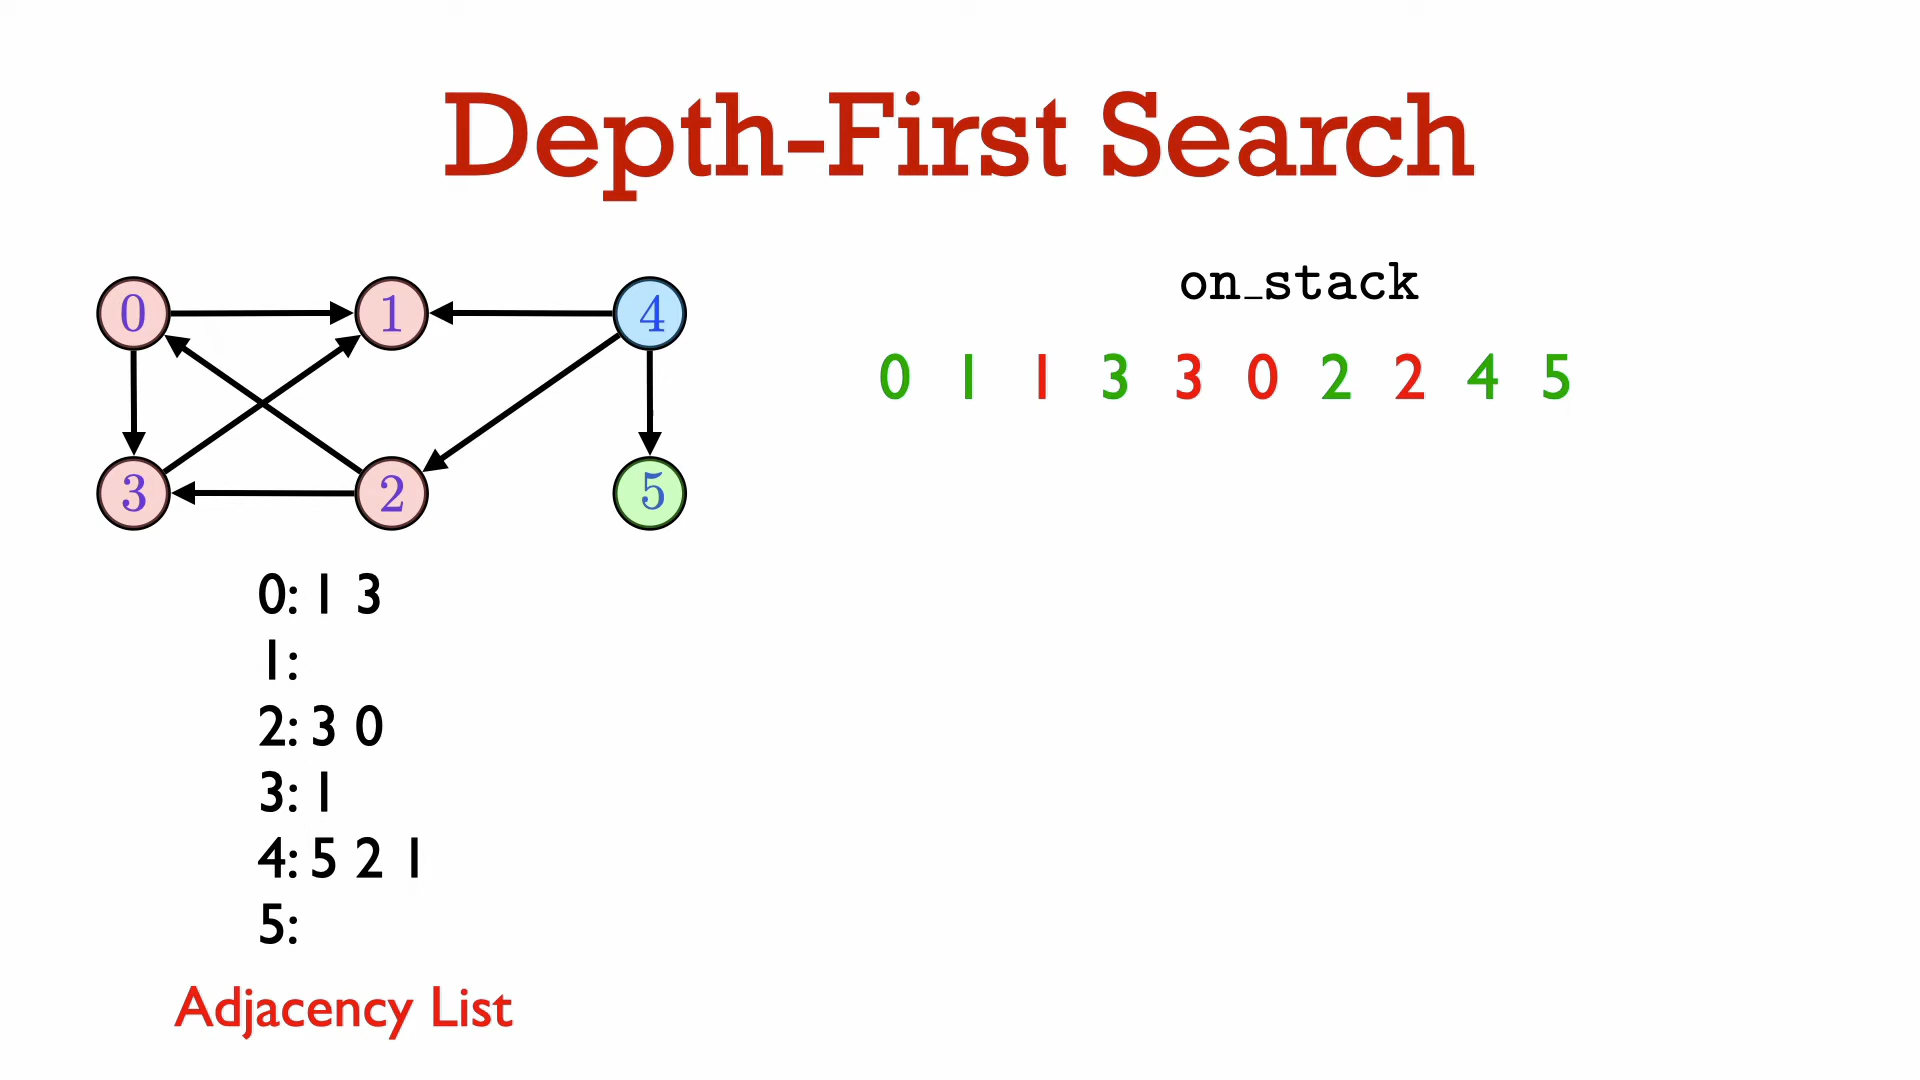 Depth-First Search
on_stack
0 1 1 3 3 0 2 2 4 5
0 1 4
3 2 5
0: 1 3
1:
2: 3 0
3: 1
4: 5 2 1
5:
Adjacency List